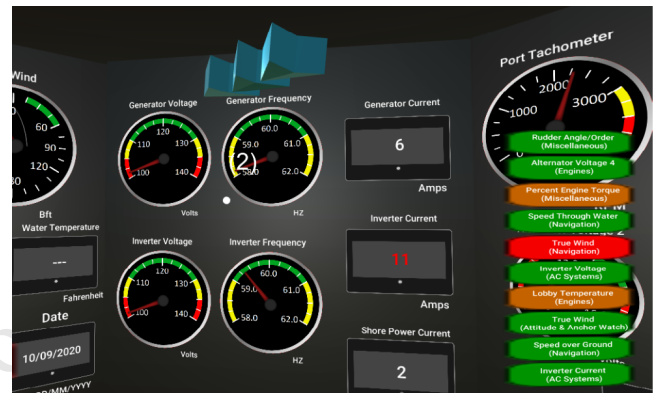 Wind
60
90
120
Bft
Water Temperature
---
Fahrenheit
Date
10/09/2020
/MM/YYYY
Generator Voltage
100
110
120
130
140
Volts
Generator Frequency
58.0
59.0
60.0
61.0
62.0
HZ
(2)
Generator Current
6
Amps
Inverter Voltage
100
110
120
130
140
Volts
Inverter Frequency
58.0
59.0
60.0
61.0
62.0
HZ
Inverter Current
11
Amps
Shore Power Current
2
Port Tachometer
1000
2000
3000
RPM
Rudder Angle/Order
(Miscellaneous)
Alternator Voltage 4
(Engines)
Percent Engine Torque
(Miscellaneous)
Speed Through Water
(Navigation)
True Wind
(Navigation)
Inverter Voltage
(AC Systems)
Lobby Temperature
(Engines)
True Wind
(Attitude & Anchor Watch)
Speed over Ground
(Navigation)
Inverter Current
(AC Systems)